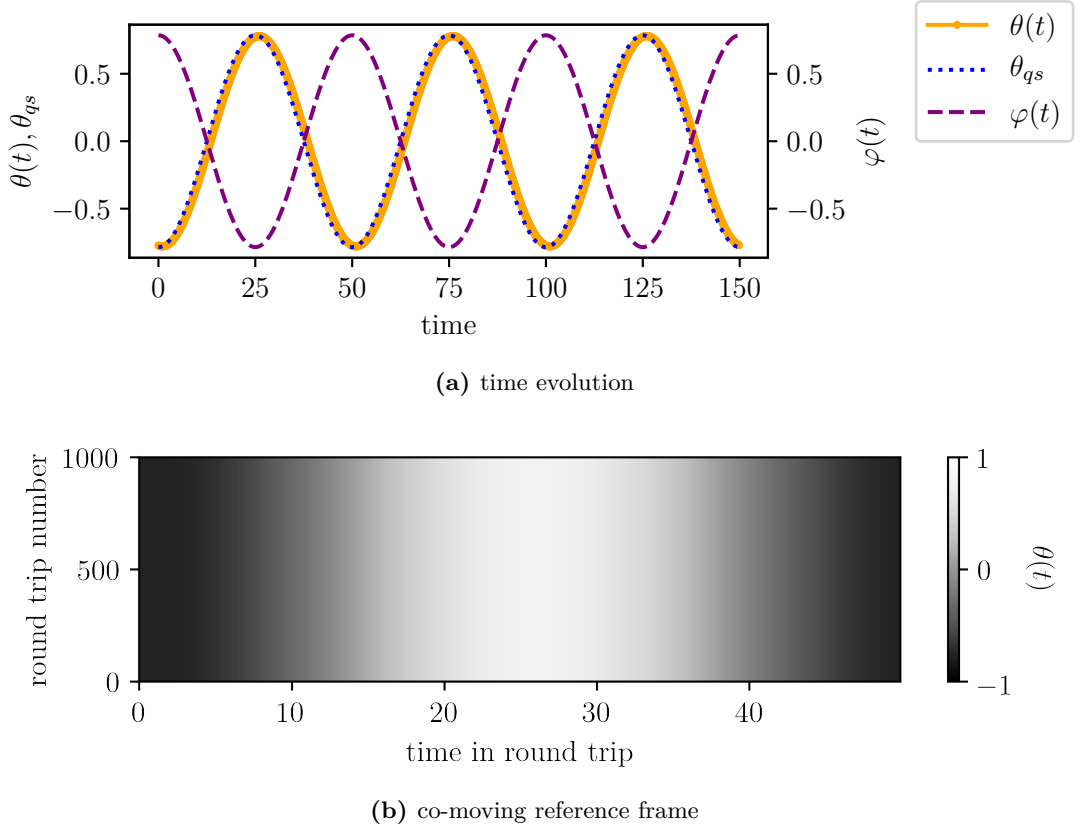 θ(t)
θ_qs
φ(t)
θ(t), θ_qs
0.5
0.0
−0.5
0.5
0.0
−0.5
φ(t)
0 25 50 75 100 125 150
time
(a) time evolution
round trip number
1000
500
0
0 10 20 30 40
time in round trip
1
0
−1
θ(t)
(b) co-moving reference frame